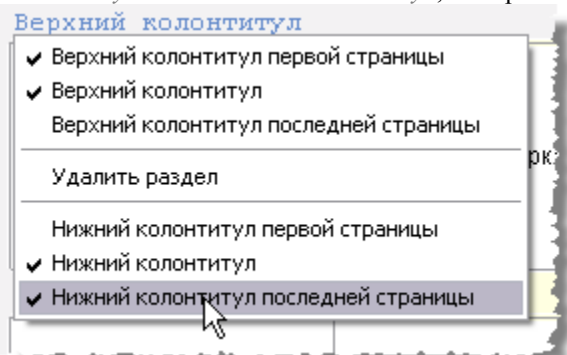 Верхний колонтитул
Верхний колонтитул первой страницы
Верхний колонтитул
Верхний колонтитул последней страницы
Удалить раздел
Нижний колонтитул первой страницы
Нижний колонтитул
Нижний колонтитул последней страницы